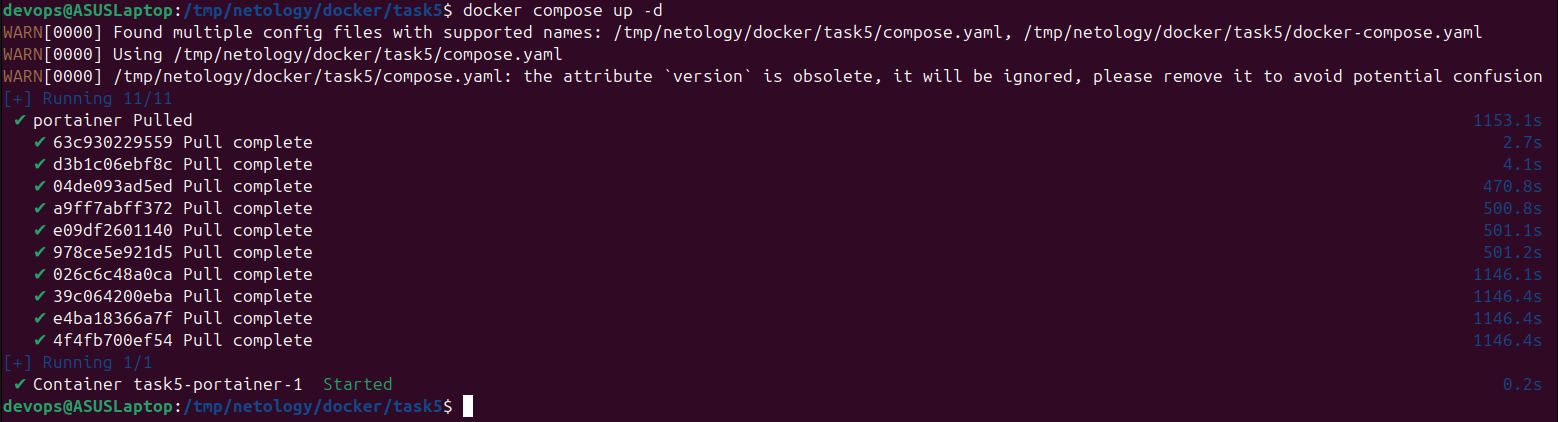 devops@ASUSLaptop:/tmp/netology/docker/task5$ docker compose up -d
WARN[0000] Found multiple config files with supported names: /tmp/netology/docker/task5/compose.yaml, /tmp/netology/docker/task5/docker-compose.yaml
WARN[0000] Using /tmp/netology/docker/task5/compose.yaml
WARN[0000] /tmp/netology/docker/task5/compose.yaml: the attribute `version` is obsolete, it will be ignored, please remove it to avoid potential confusion
[+] Running 11/11
✔ portainer Pulled 1153.1s
✔ 63c930229559 Pull complete 2.7s
✔ d3b1c06ebf8c Pull complete 4.1s
✔ 04de093ad5ed Pull complete 470.8s
✔ a9ff7abff372 Pull complete 500.8s
✔ e09df2601140 Pull complete 501.1s
✔ 978ce5e921d5 Pull complete 501.2s
✔ 026c6c48a0ca Pull complete 1146.1s
✔ 39c064200eba Pull complete 1146.4s
✔ e4ba18366a7f Pull complete 1146.4s
✔ 4f4fb700ef54 Pull complete 1146.4s
[+] Running 1/1
✔ Container task5-portainer-1 Started 0.2s
devops@ASUSLaptop:/tmp/netology/docker/task5$